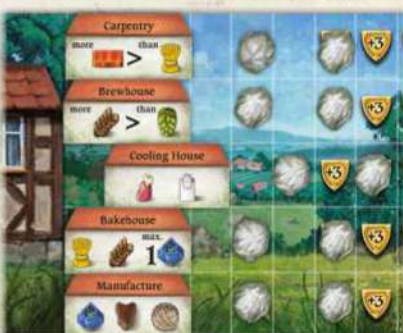 Carpentry
more > than
+3
Brewhouse
more > than
+3
Cooling House
+3
Bakehouse
max.
1
+3
Manufacture
+3